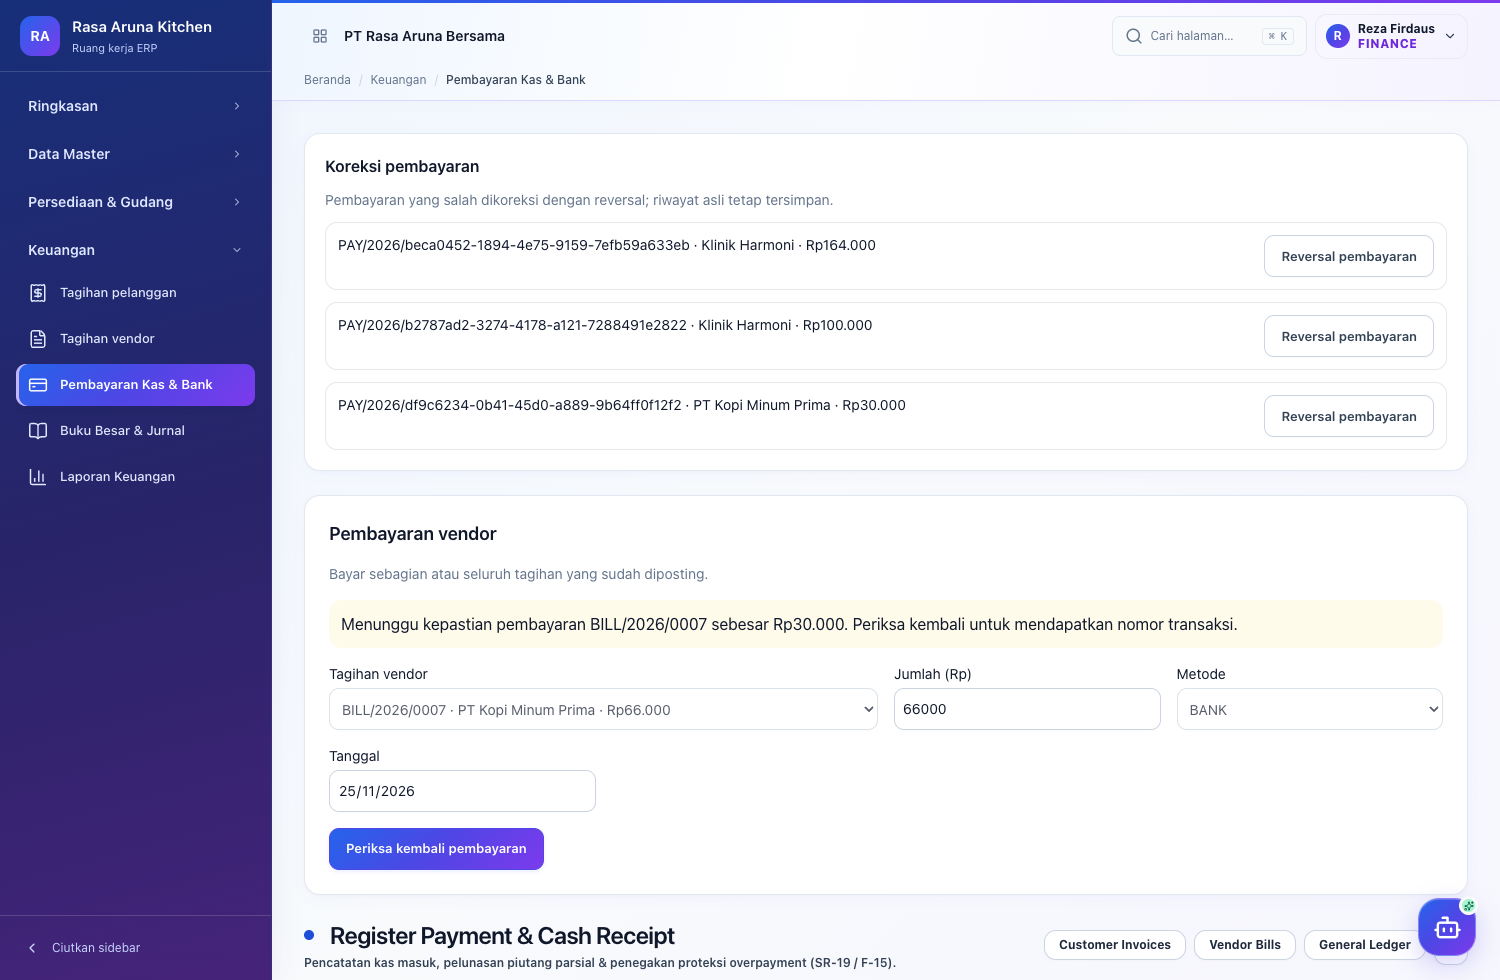 RA
Rasa Aruna Kitchen
Ruang kerja ERP
Ringkasan
Data Master
Persediaan & Gudang
Keuangan
Tagihan pelanggan
Tagihan vendor
Pembayaran Kas & Bank
Buku Besar & Jurnal
Laporan Keuangan
Ciutkan sidebar
PT Rasa Aruna Bersama
Cari halaman... ⌘ K
R
Reza Firdaus
FINANCE
Beranda / Keuangan / Pembayaran Kas & Bank
Koreksi pembayaran
Pembayaran yang salah dikoreksi dengan reversal; riwayat asli tetap tersimpan.
PAY/2026/beca0452-1894-4e75-9159-7efb59a633eb · Klinik Harmoni · Rp164.000
Reversal pembayaran
PAY/2026/b2787ad2-3274-4178-a121-7288491e2822 · Klinik Harmoni · Rp100.000
Reversal pembayaran
PAY/2026/df9c6234-0b41-45d0-a889-9b64ff0f12f2 · PT Kopi Minum Prima · Rp30.000
Reversal pembayaran
Pembayaran vendor
Bayar sebagian atau seluruh tagihan yang sudah diposting.
Menunggu kepastian pembayaran BILL/2026/0007 sebesar Rp30.000. Periksa kembali untuk mendapatkan nomor transaksi.
Tagihan vendor Jumlah (Rp) Metode
BILL/2026/0007 · PT Kopi Minum Prima · Rp66.000 66000 BANK
Tanggal
25/11/2026
Periksa kembali pembayaran
Register Payment & Cash Receipt
Customer Invoices Vendor Bills General Ledger
Pencatatan kas masuk, pelunasan piutang parsial & penegakan proteksi overpayment (SR-19 / F-15).